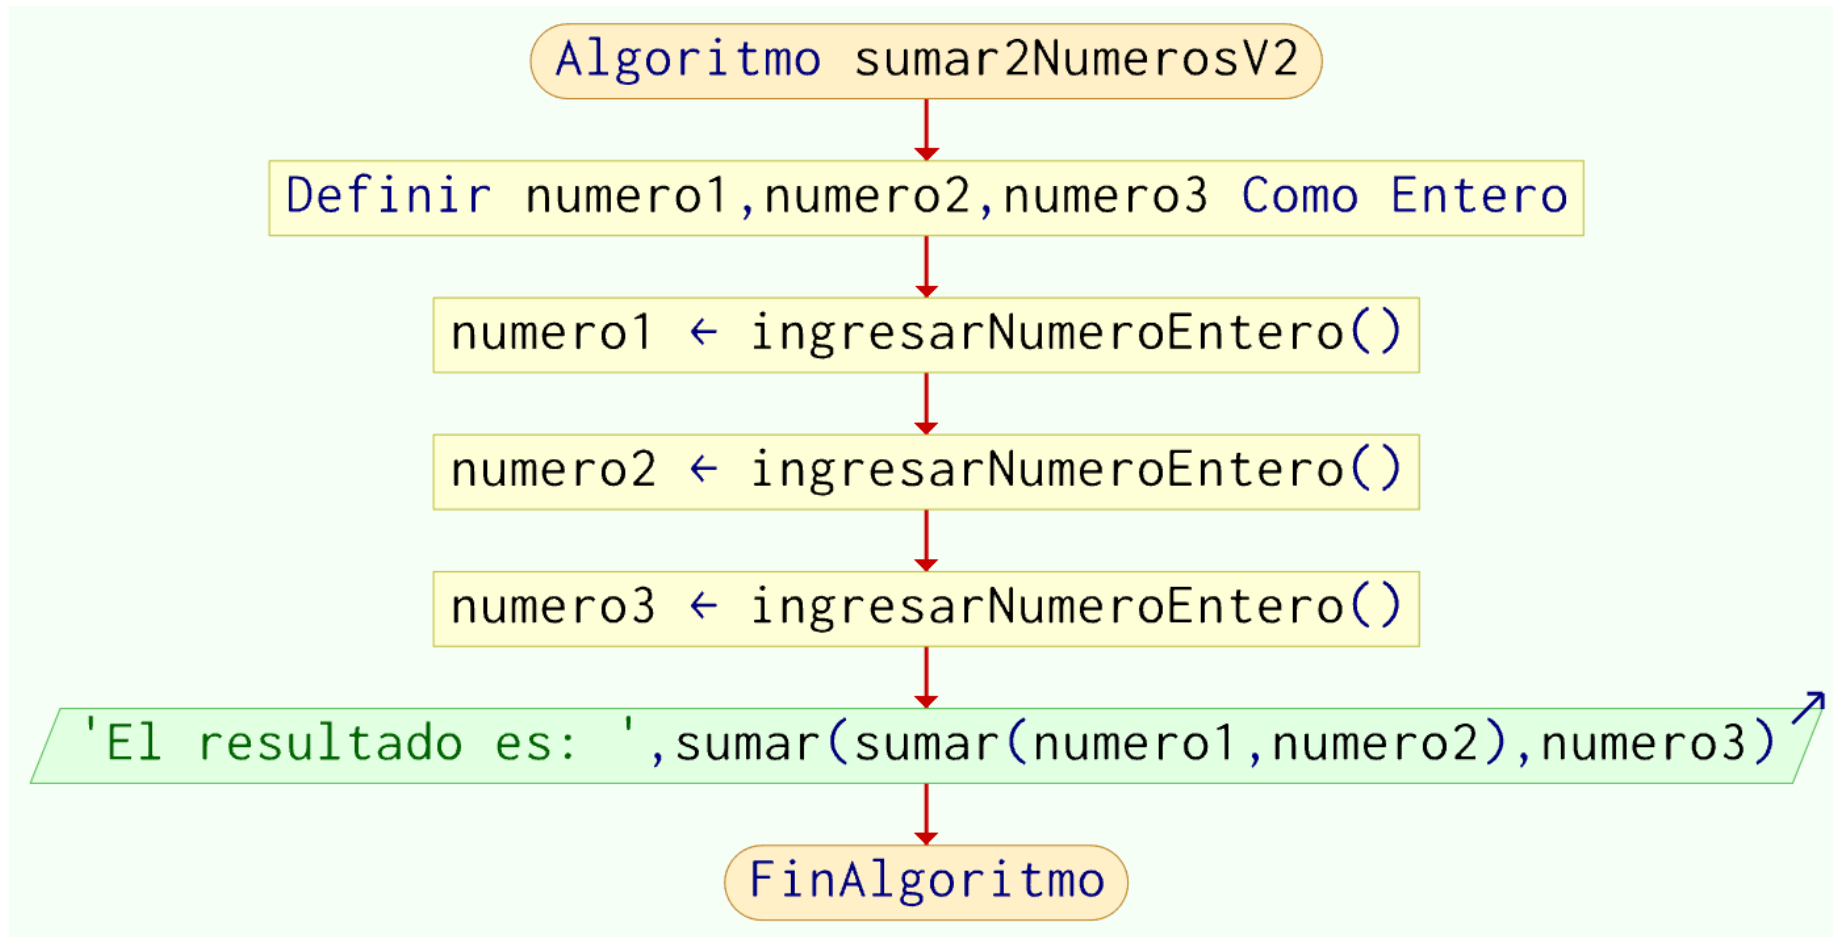 Algoritmo sumar2NumerosV2
Definir numero1,numero2,numero3 Como Entero
numero1 ← ingresarNumeroEntero()
numero2 ← ingresarNumeroEntero()
numero3 ← ingresarNumeroEntero()
'El resultado es: ',sumar(sumar(numero1,numero2),numero3)
FinAlgoritmo